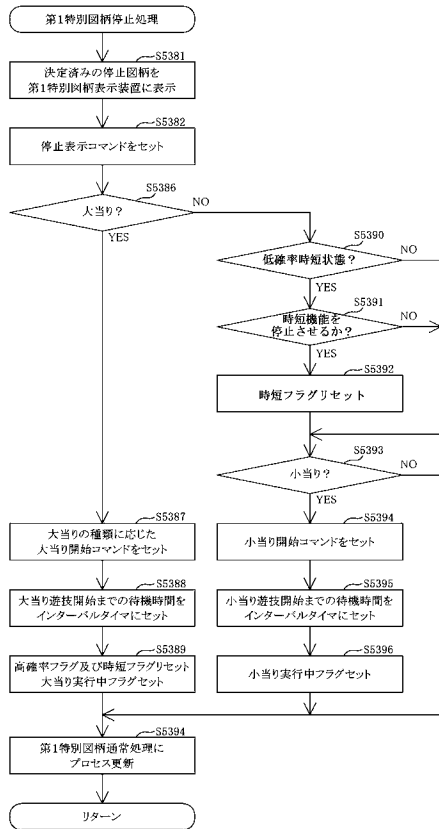 第1特別図柄停止処理
S5381
決定済みの停止図柄を
第1特別図柄表示装置に表示
S5382
停止表示コマンドをセット
S5386
大当り？
NO
YES
S5390
低確率時短状態？
NO
YES
S5391
時短機能を
停止させるか？
NO
YES
S5392
時短フラグリセット
S5393
小当り？
NO
YES
S5387
大当りの種類に応じた
大当り開始コマンドをセット
S5394
小当り開始コマンドをセット
S5388
大当り遊技開始までの待機時間を
インターバルタイマにセット
S5395
小当り遊技開始までの待機時間を
インターバルタイマにセット
S5389
高確率フラグ及び時短フラグリセット
大当り実行中フラグセット
S5396
小当り実行中フラグセット
S5394
第1特別図柄通常処理に
プロセス更新
リターン